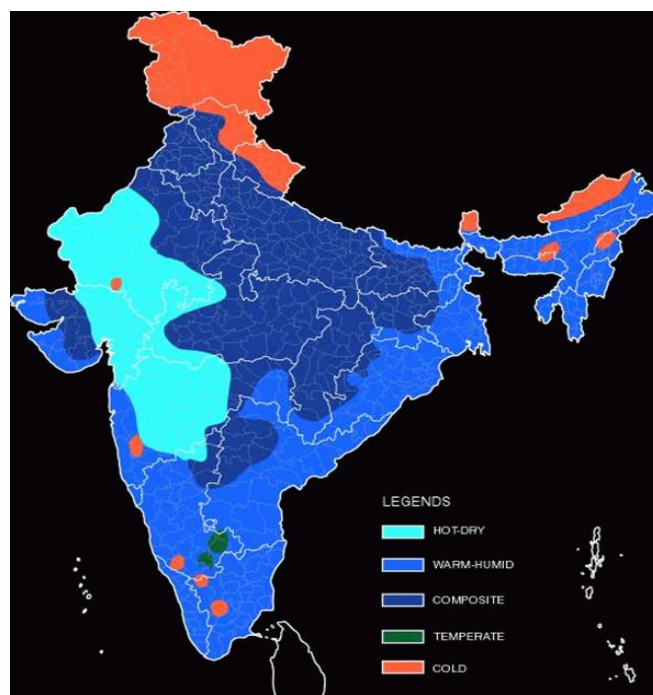 LEGENDS
HOT-DRY
WARM-HUMID
COMPOSITE
TEMPERATE
COLD